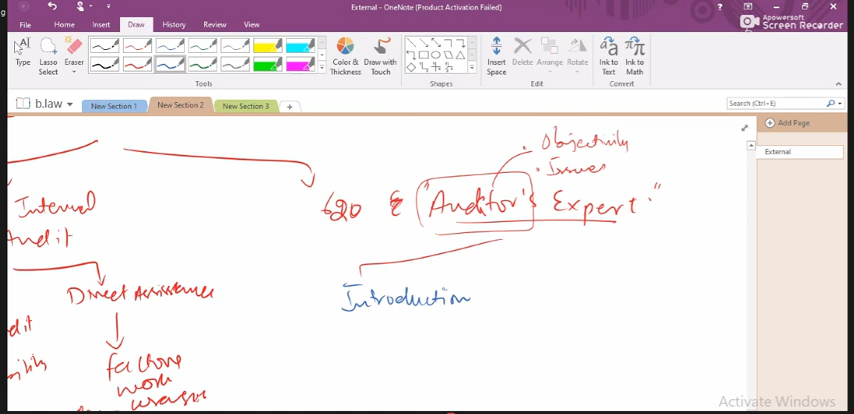 External - OneNote (Product Activation Failed)
Apowersoft
Screen Recorder
File Home Insert Draw History Review View
Type
Lasso Select
Eraser
Color & Thickness
Draw with Touch
Insert Space
Delete
Arrange
Rotate
Ink to Text
Ink to Math
Tools
Shapes
Edit
Convert
b.law
New Section 1
New Section 2
New Section 3
Search (Ctrl+E)
Add Page
External
. Objectivity
. Issues
620 "Auditor's Expert."
Internal
Audit
Introduction
Direct Assistance
factors
work
Activate Windows